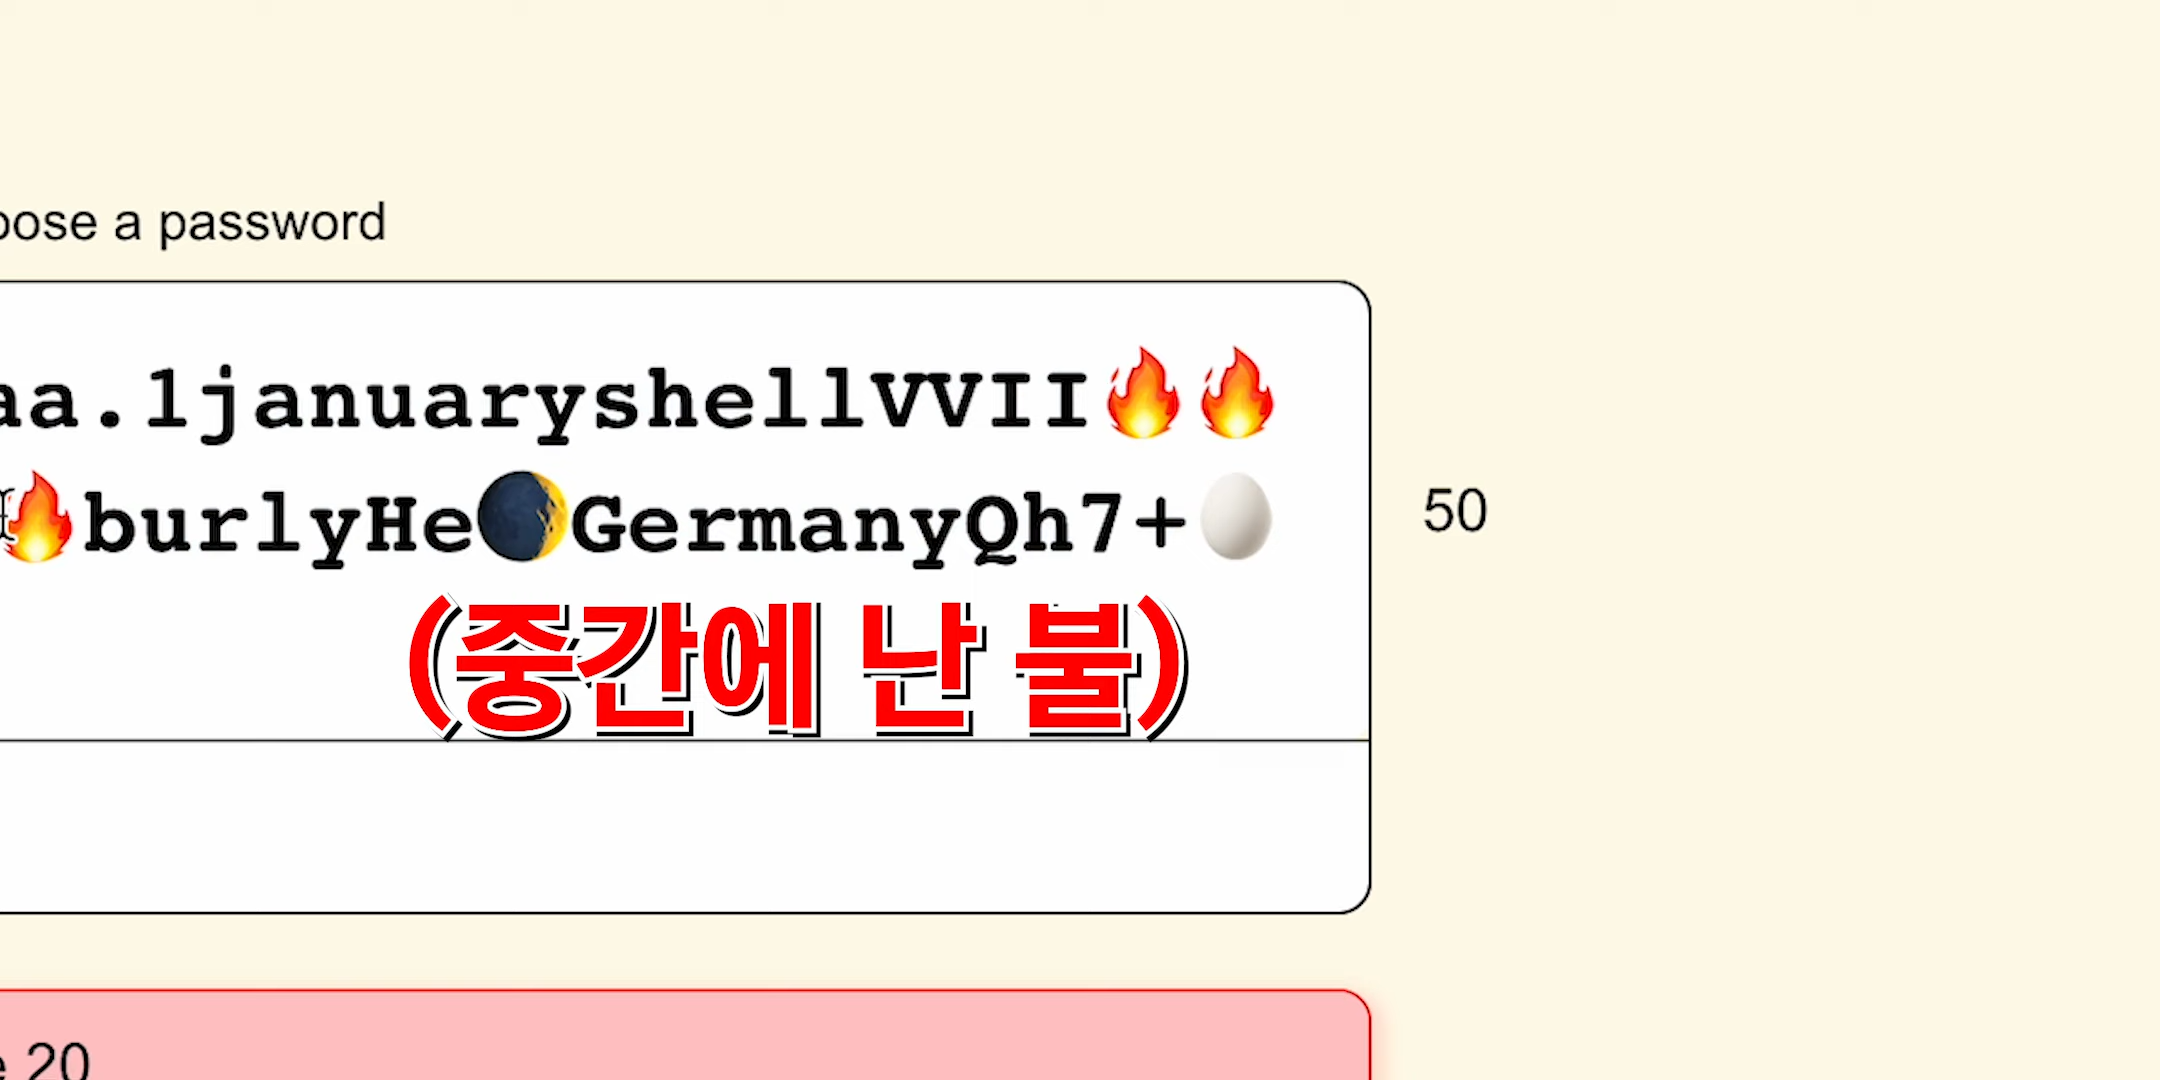 oose a password
aa.1januaryshellVVII🔥🔥
🔥burlyHe🌘GermanyQh7+🥚
50
(중간에 난 불)
e 20